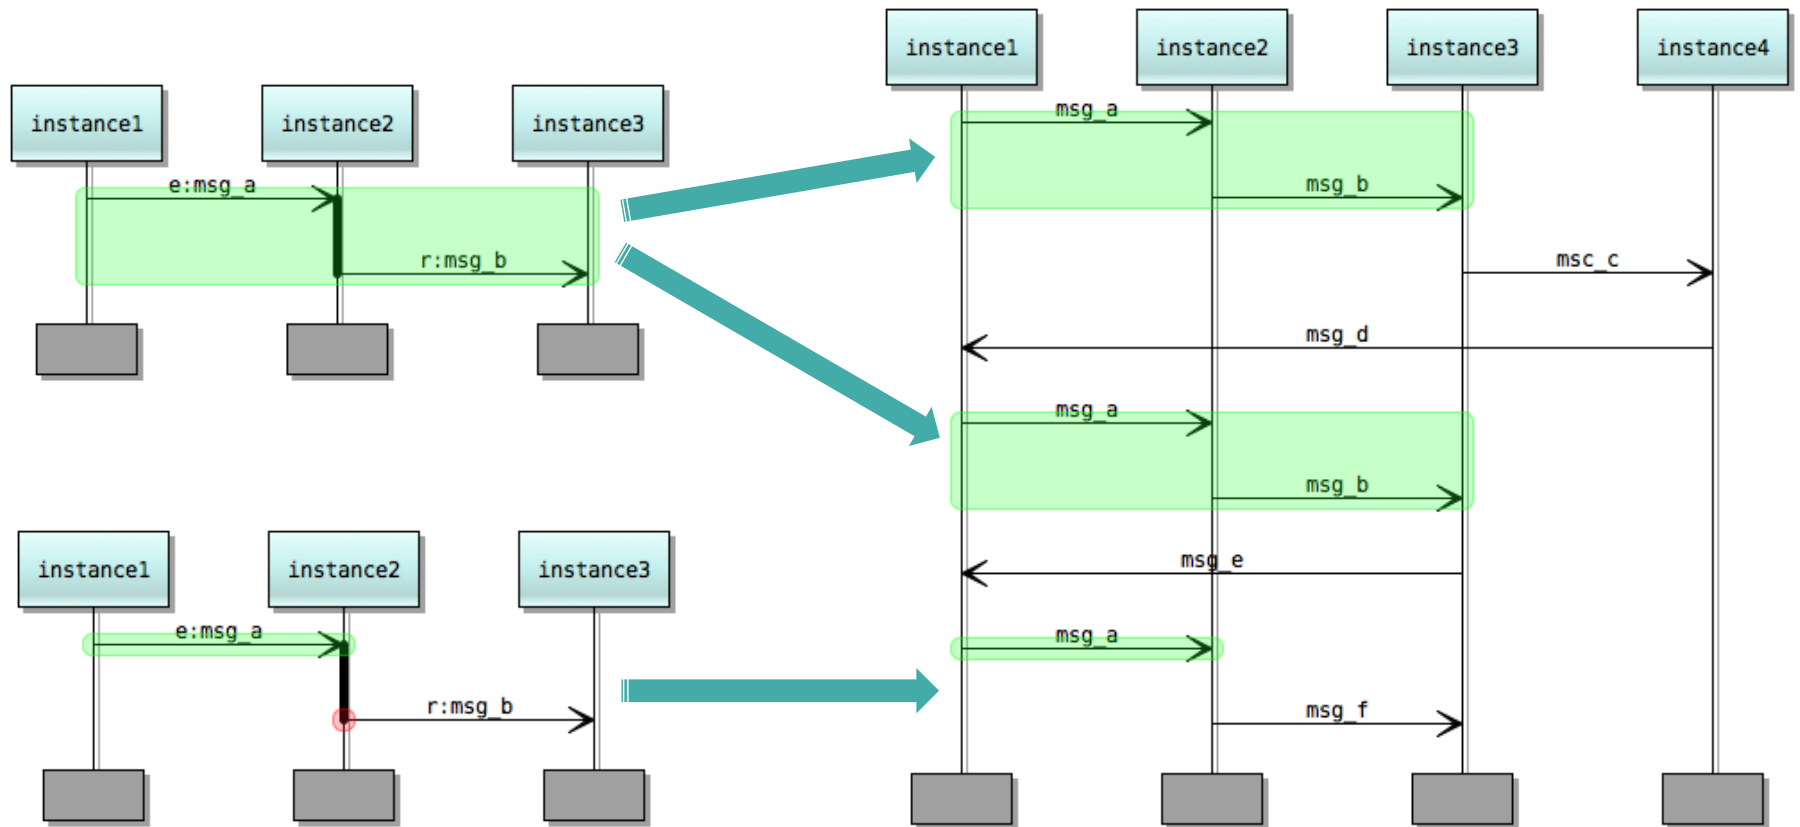 instance1
instance2
instance3
e:msg_a
r:msg_b
instance1
instance2
instance3
e:msg_a
r:msg_b
instance1
instance2
instance3
instance4
msg_a
msg_b
msc_c
msg_d
msg_a
msg_b
msg_e
msg_a
msg_f